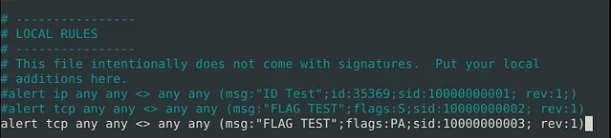 # ----------------
# LOCAL RULES
# ----------------
# This file intentionally does not come with signatures.  Put your local
# additions here.
#alert ip any any <> any any (msg:"ID Test";id:35369;sid:10000000001; rev:1;)
#alert tcp any any <> any any (msg:"FLAG TEST";flags:S;sid:10000000002; rev:1)
alert tcp any any <> any any (msg:"FLAG TEST";flags:PA;sid:10000000003; rev:1)